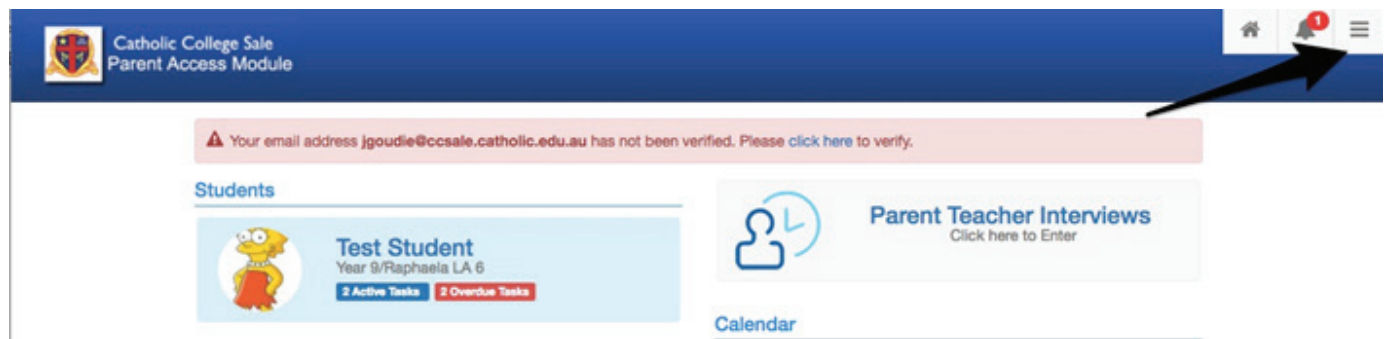 Catholic College Sale
Parent Access Module
1
Your email address jgoudie@ccsale.catholic.edu.au has not been verified. Please click here to verify.
Students
Test Student
Year 9/Raphaela LA 6
2 Active Tasks 2 Overdue Tasks
Parent Teacher Interviews
Click here to Enter
Calendar